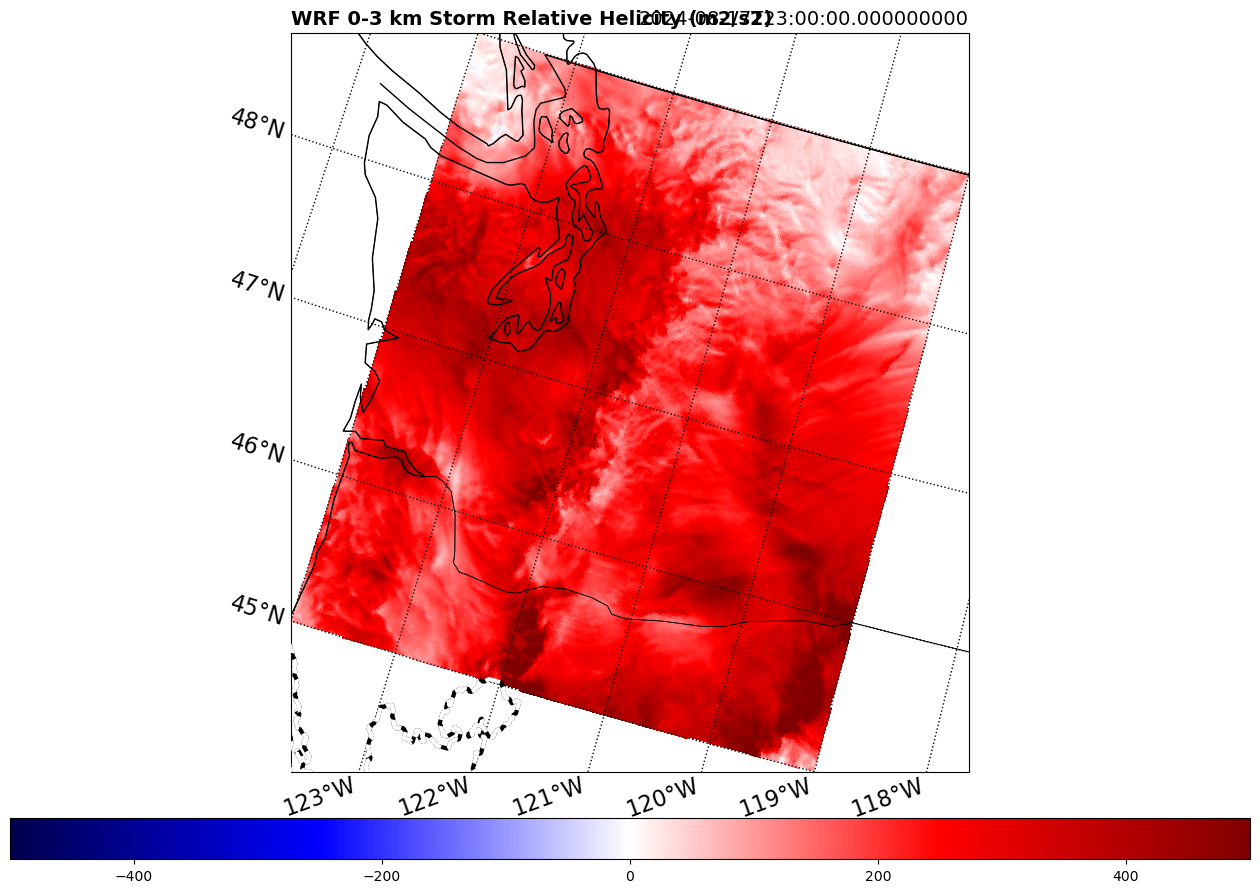 WRF 0-3 km Storm Relative Helicity (m2/s2)
2024-08-17T23:00:00.000000000
48°N
47°N
46°N
45°N
123°W 122°W 121°W 120°W 119°W 118°W
−400 −200 0 200 400